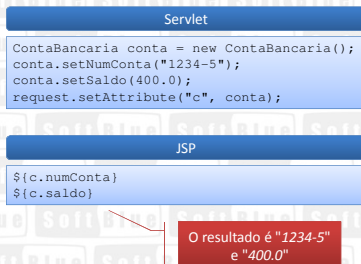 Servlet
ContaBancaria conta = new ContaBancaria();
conta.setNumConta("1234-5");
conta.setSaldo(400.0);
request.setAttribute("c", conta);
JSP
${c.numConta}
${c.saldo}
O resultado é "1234-5"
e "400.0"